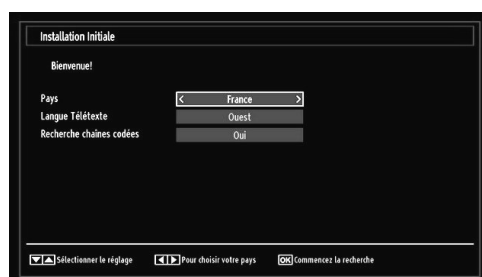 Installation Initiale
Bienvenue!
Pays < France >
Langue Télétexte Ouest
Recherche chaines codées Oui
▼▲ Sélectionner le réglage ◀▶ Pour choisir votre pays OK Commencez la recherche